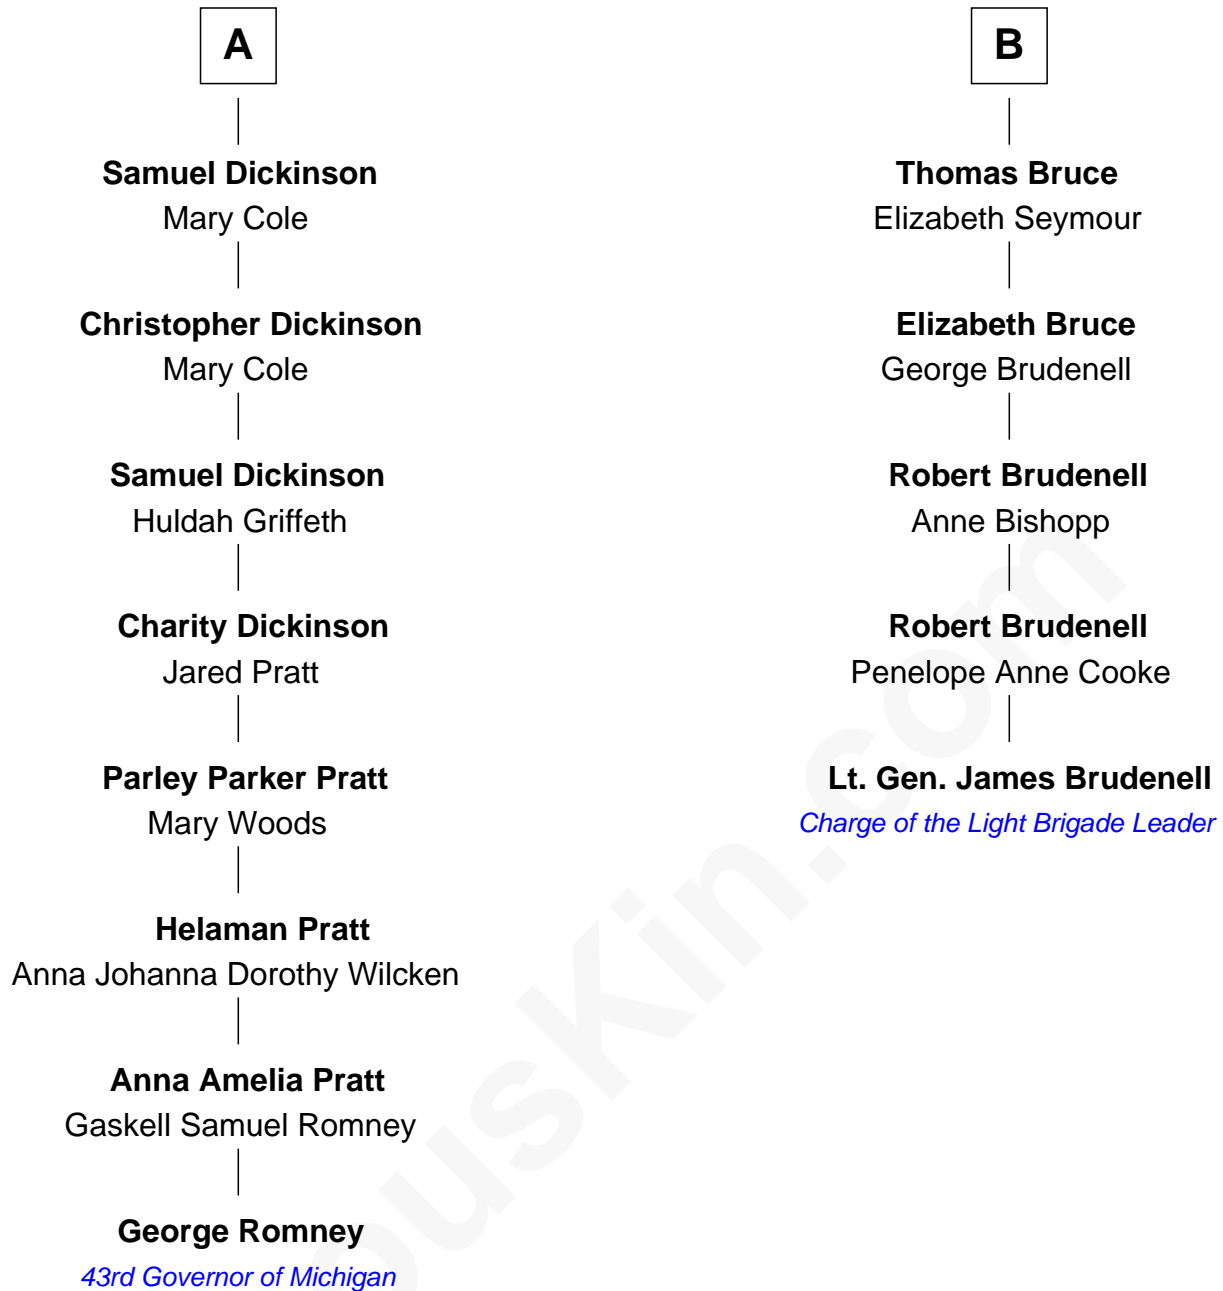 A
Samuel Dickinson
Mary Cole
Christopher Dickinson
Mary Cole
Samuel Dickinson
Huldah Griffeth
Charity Dickinson
Jared Pratt
Parley Parker Pratt
Mary Woods
Helaman Pratt
Anna Johanna Dorothy Wilcken
Anna Amelia Pratt
Gaskell Samuel Romney
George Romney
43rd Governor of Michigan
B
Thomas Bruce
Elizabeth Seymour
Elizabeth Bruce
George Brudenell
Robert Brudenell
Anne Bishopp
Robert Brudenell
Penelope Anne Cooke
Lt. Gen. James Brudenell
Charge of the Light Brigade Leader
ousKin.com